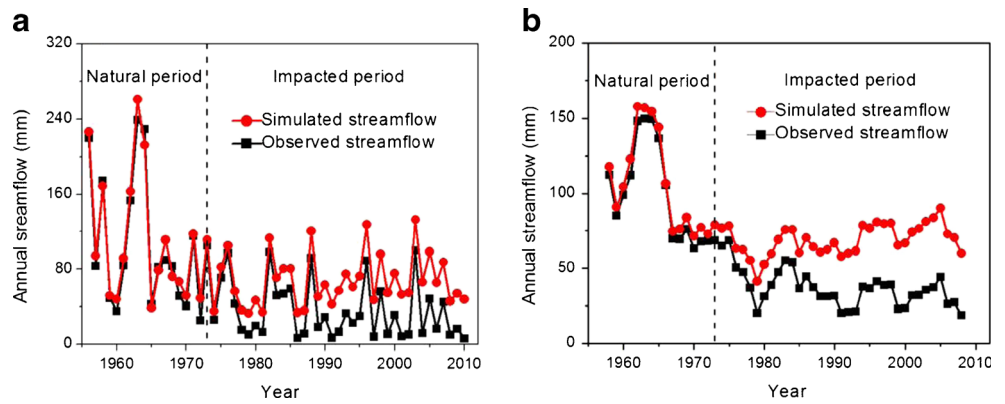 a
320
240
160
80
0
Annual streamflow (mm)
Natural period
Impacted period
Simulated streamflow
Observed streamflow
1960 1970 1980 1990 2000 2010
Year
b
200
150
100
50
0
Annual streamflow (mm)
Natural period
Impacted period
Simulated streamflow
Observed streamflow
1960 1970 1980 1990 2000 2010
Year